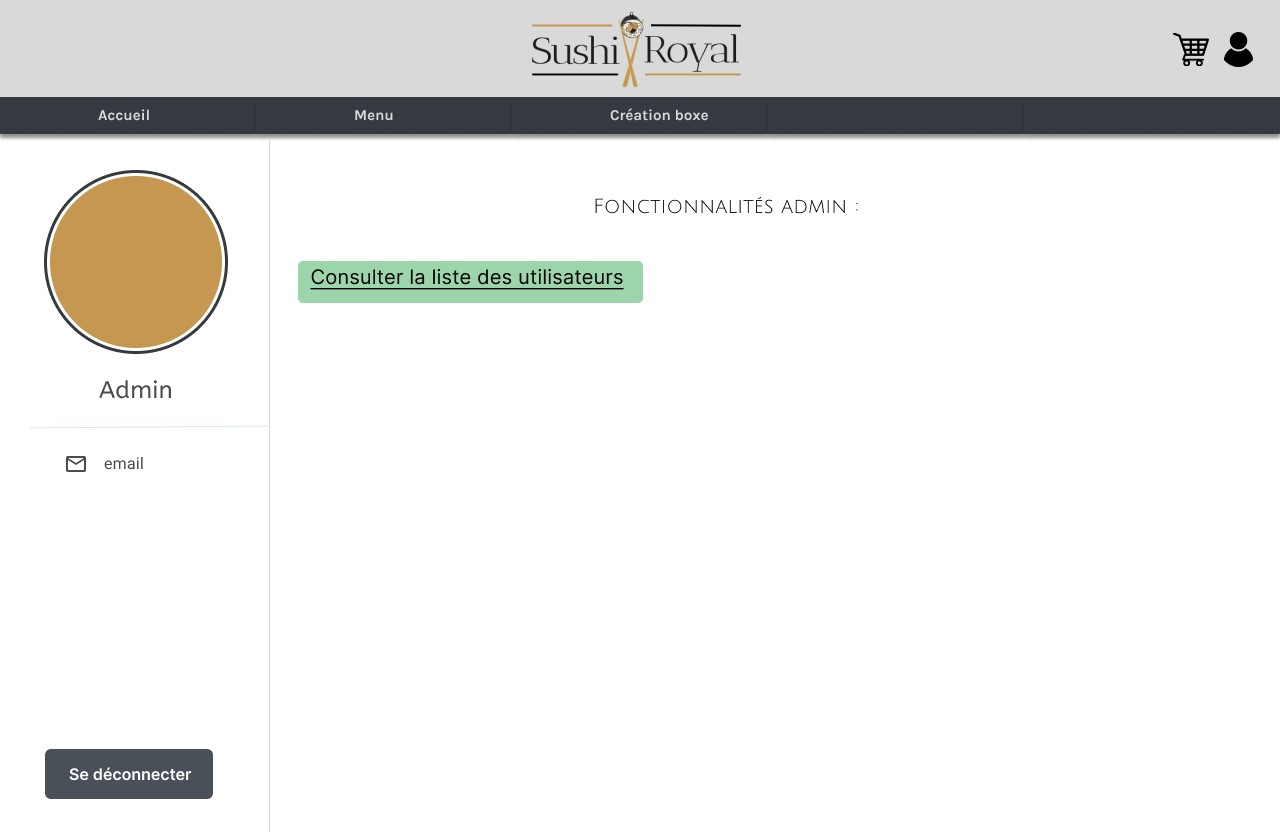 Sushi Royal
Accueil Menu Création boxe
Fonctionnalités admin :
Consulter la liste des utilisateurs
Admin
email
Se déconnecter